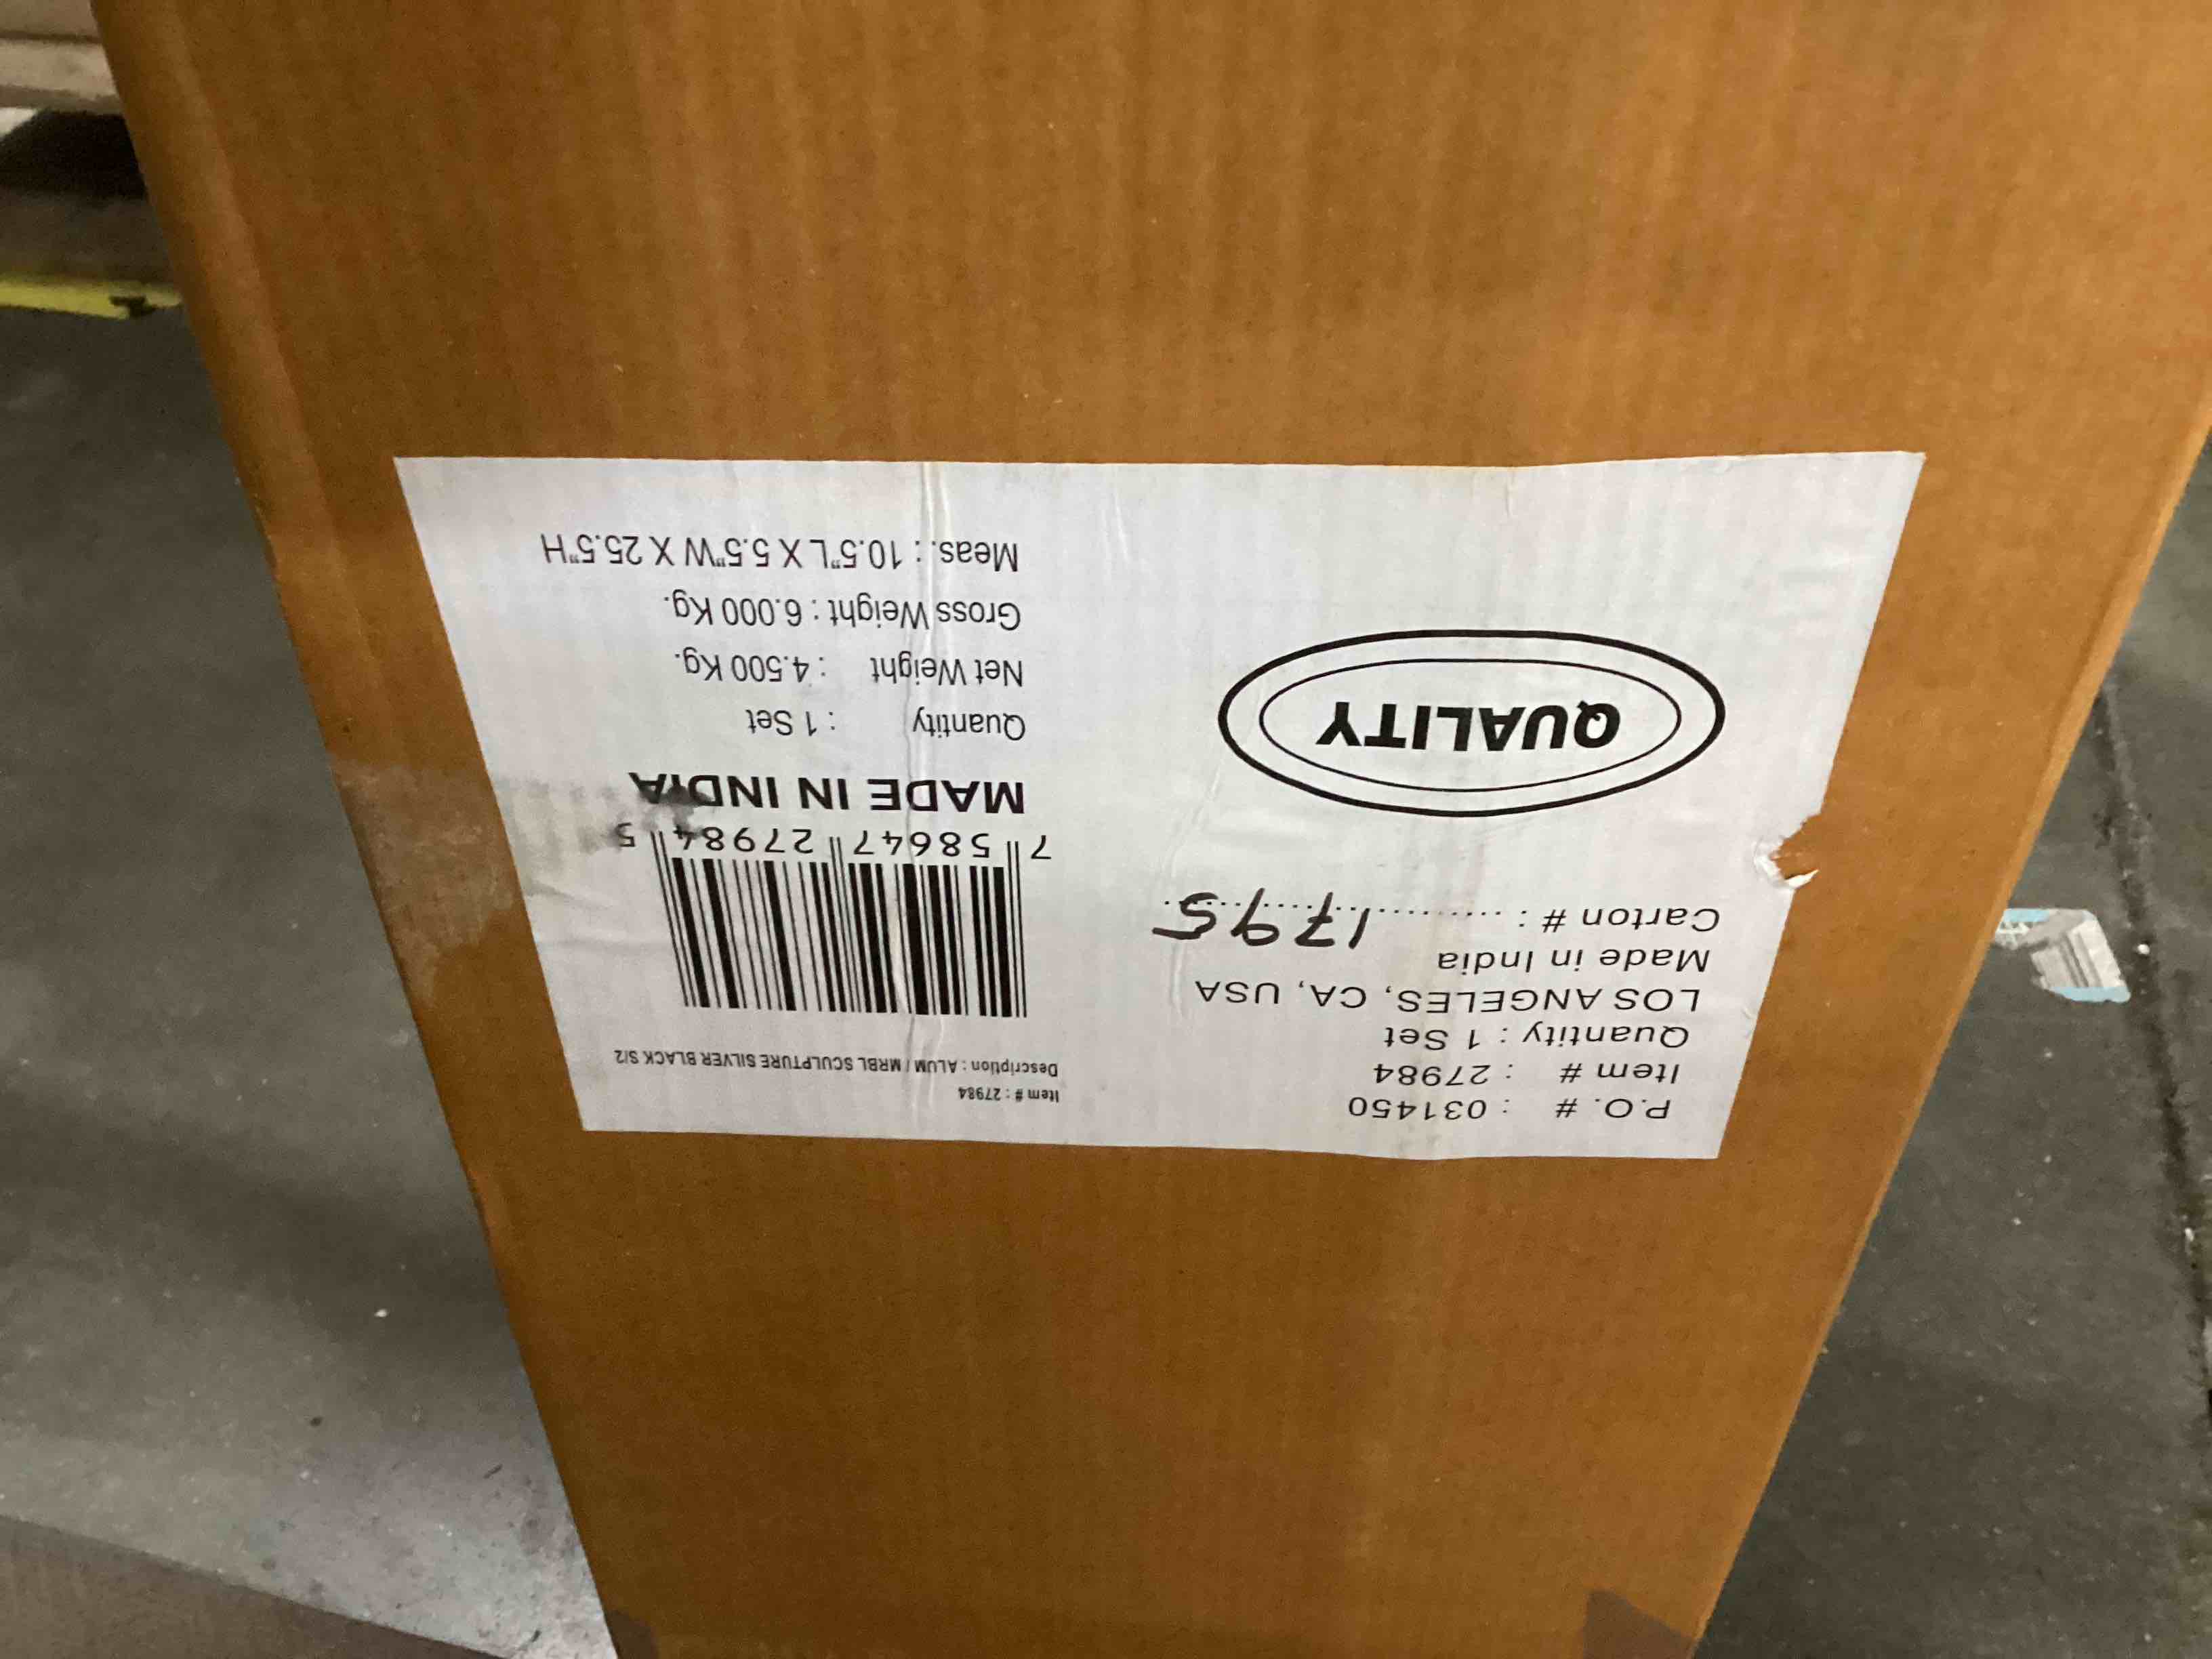 P.O. # : 031450
Item # : 27984
Quantity : 1 Set
LOS ANGELES, CA, USA
Made in India
Carton # : 1795
QUALITY
Item # : 27984
Description : ALUM / MRBL SCULPTURE SILVER BLACK S/2
7 58647 27984 5
MADE IN INDIA
Quantity : 1 Set
Net Weight : 4.500 Kg.
Gross Weight : 6.000 Kg.
Meas. : 10.5"L X 5.5"W X 25.5"H